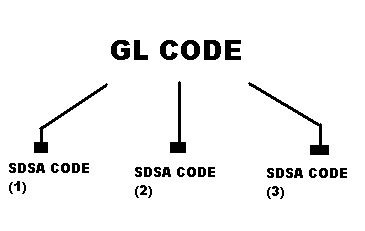 GL CODE
SDSA CODE
(1)
SDSA CODE
(2)
SDSA CODE
(3)